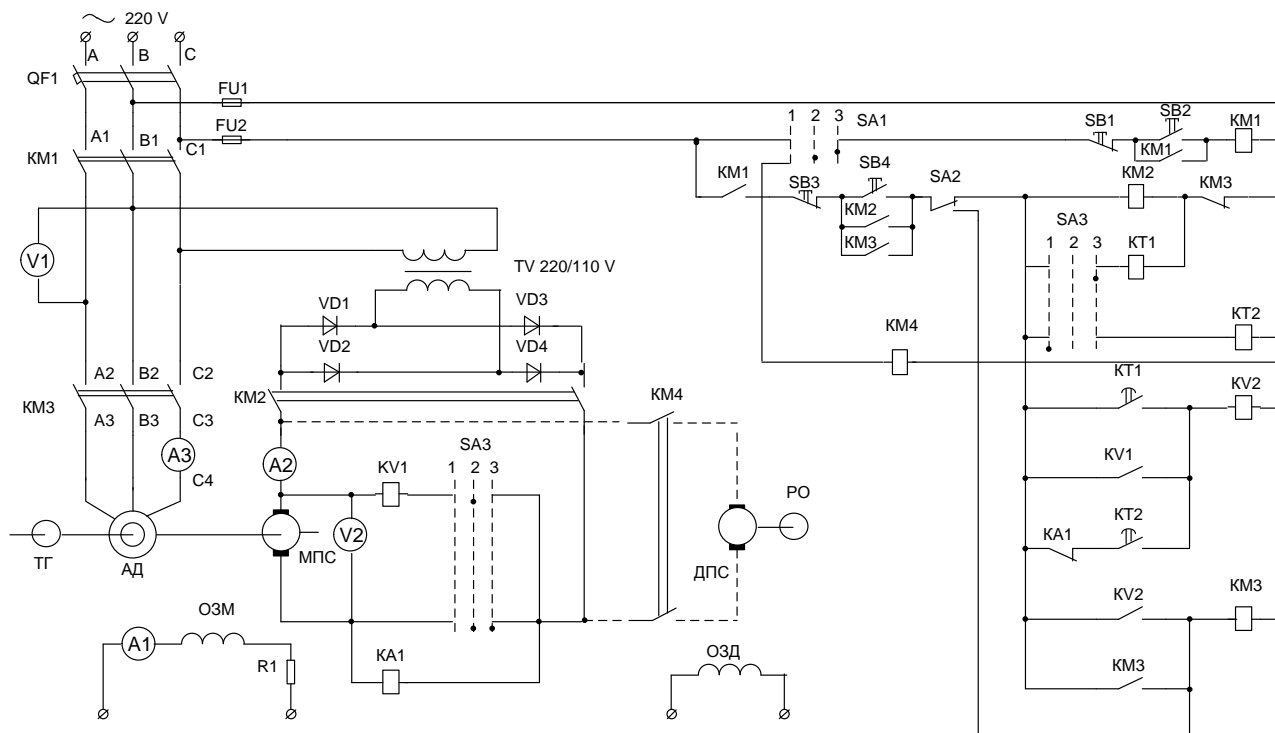 220 V
A B C
QF1
FU1
FU2
A1 B1 C1
KM1
1 2 3 SA1
SB1
SB2
KM1
KM1
KM1
SB3
SB4
KM2
KM3
SA2
KM2
KM3
SA3
1 2 3
KT1
KT2
KM4
V1
TV 220/110 V
VD1
VD3
VD2
VD4
A2 B2 C2
KM3
A3 B3 C3
A3
C4
KM2
KM4
KT1
KV2
A2
KV1
SA3
1 2 3
V2
KV1
РО
KA1
KT2
ТГ
АД
МПС
ДПС
KV2
KM3
ОЗМ
A1
R1
KA1
ОЗД
KM3